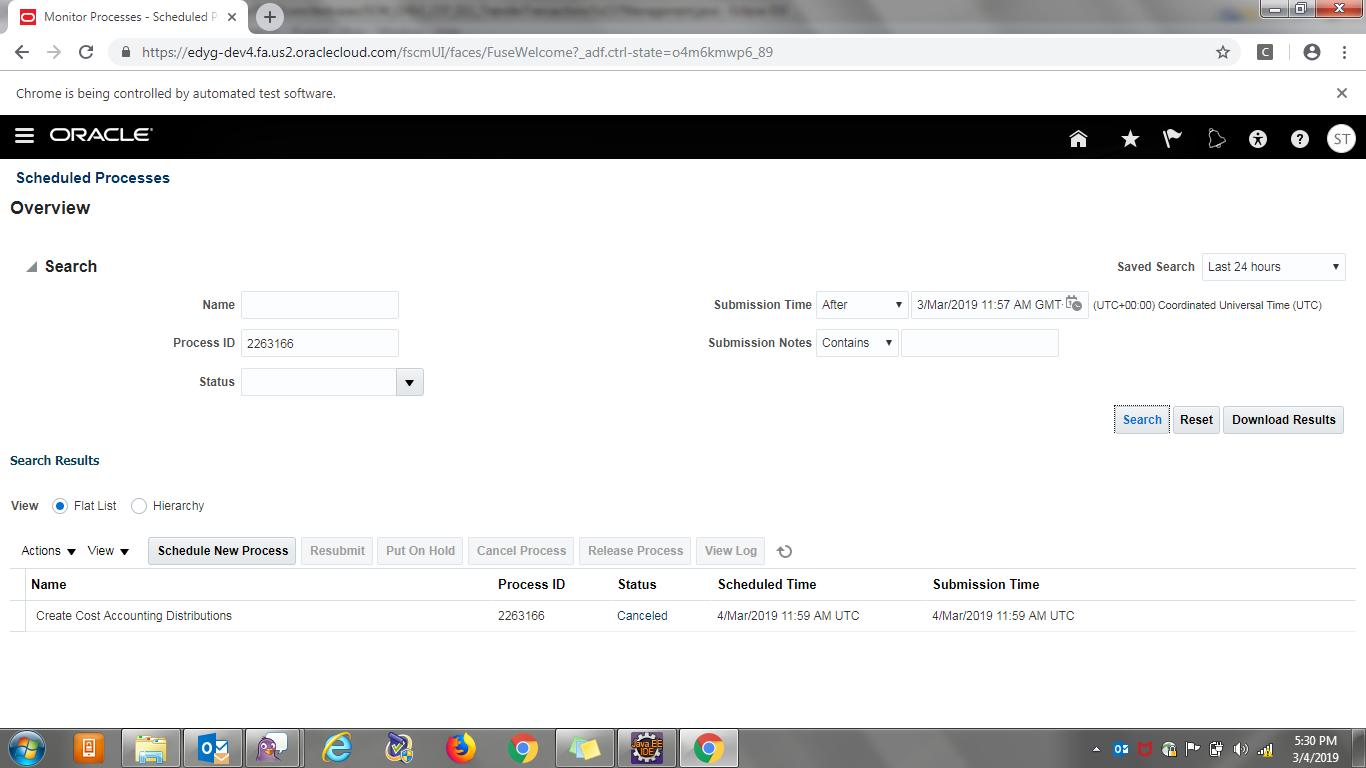 Monitor Processes - Scheduled P
https://edyg-dev4.fa.us2.oraclecloud.com/fscmUI/faces/FuseWelcome?_adf.ctrl-state=o4m6kmwp6_89
C
Chrome is being controlled by automated test software.
ORACLE
ST
Scheduled Processes
Overview
Search
Saved Search Last 24 hours
Name
Submission Time After 3/Mar/2019 11:57 AM GMT (UTC+00:00) Coordinated Universal Time (UTC)
Process ID 2263166
Submission Notes Contains
Status
Search Reset Download Results
Search Results
View Flat List Hierarchy
Actions View Schedule New Process Resubmit Put On Hold Cancel Process Release Process View Log
Name Process ID Status Scheduled Time Submission Time
Create Cost Accounting Distributions 2263166 Canceled 4/Mar/2019 11:59 AM UTC 4/Mar/2019 11:59 AM UTC
Java EE
IDE
5:30 PM
3/4/2019